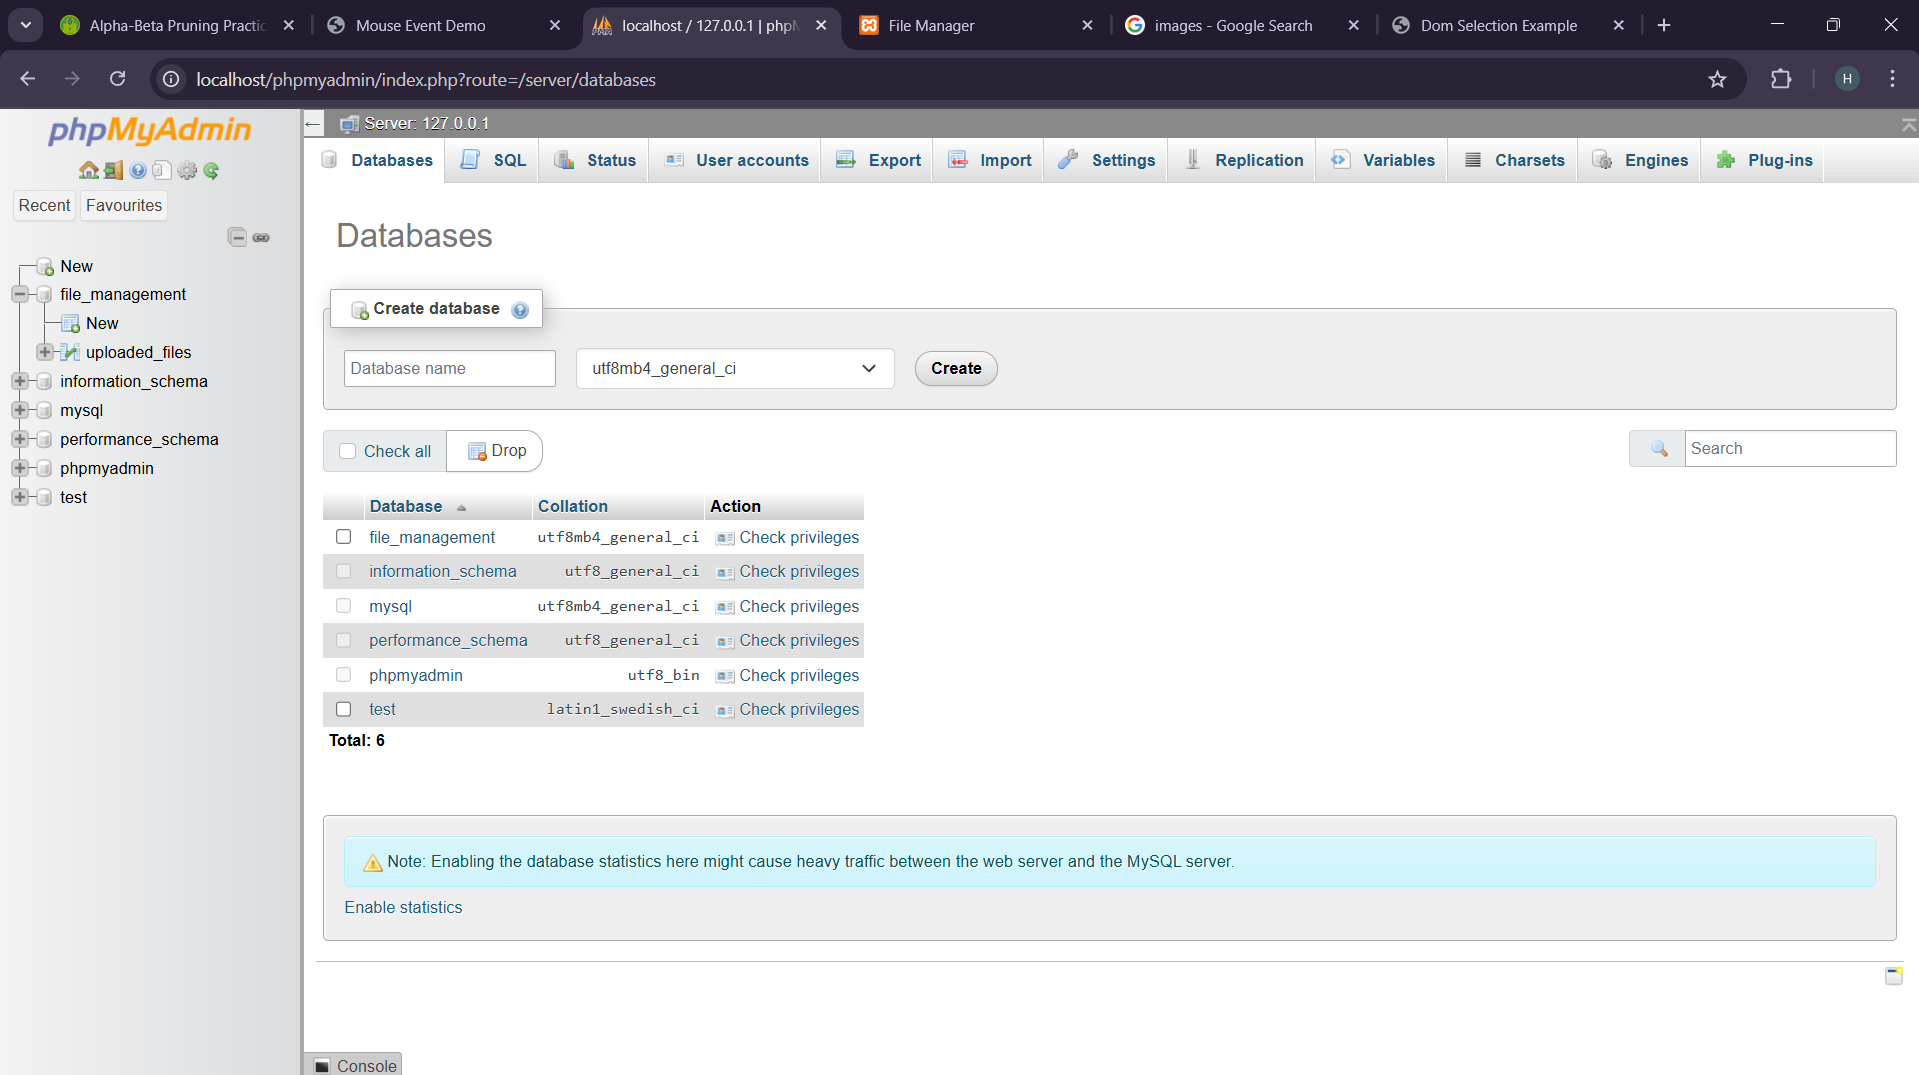 Alpha-Beta Pruning Practic
Mouse Event Demo
localhost / 127.0.0.1 | phpM
File Manager
images - Google Search
Dom Selection Example
localhost/phpmyadmin/index.php?route=/server/databases
H
phpMyAdmin
Recent
Favourites
New
file_management
New
uploaded_files
information_schema
mysql
performance_schema
phpmyadmin
test
Server: 127.0.0.1
Databases
SQL
Status
User accounts
Export
Import
Settings
Replication
Variables
Charsets
Engines
Plug-ins
Databases
Create database
Database name
utf8mb4_general_ci
Create
Check all
Drop
Search
Database Collation Action
file_management utf8mb4_general_ci Check privileges
information_schema utf8_general_ci Check privileges
mysql utf8mb4_general_ci Check privileges
performance_schema utf8_general_ci Check privileges
phpmyadmin utf8_bin Check privileges
test latin1_swedish_ci Check privileges
Total: 6
Note: Enabling the database statistics here might cause heavy traffic between the web server and the MySQL server.
Enable statistics
Console